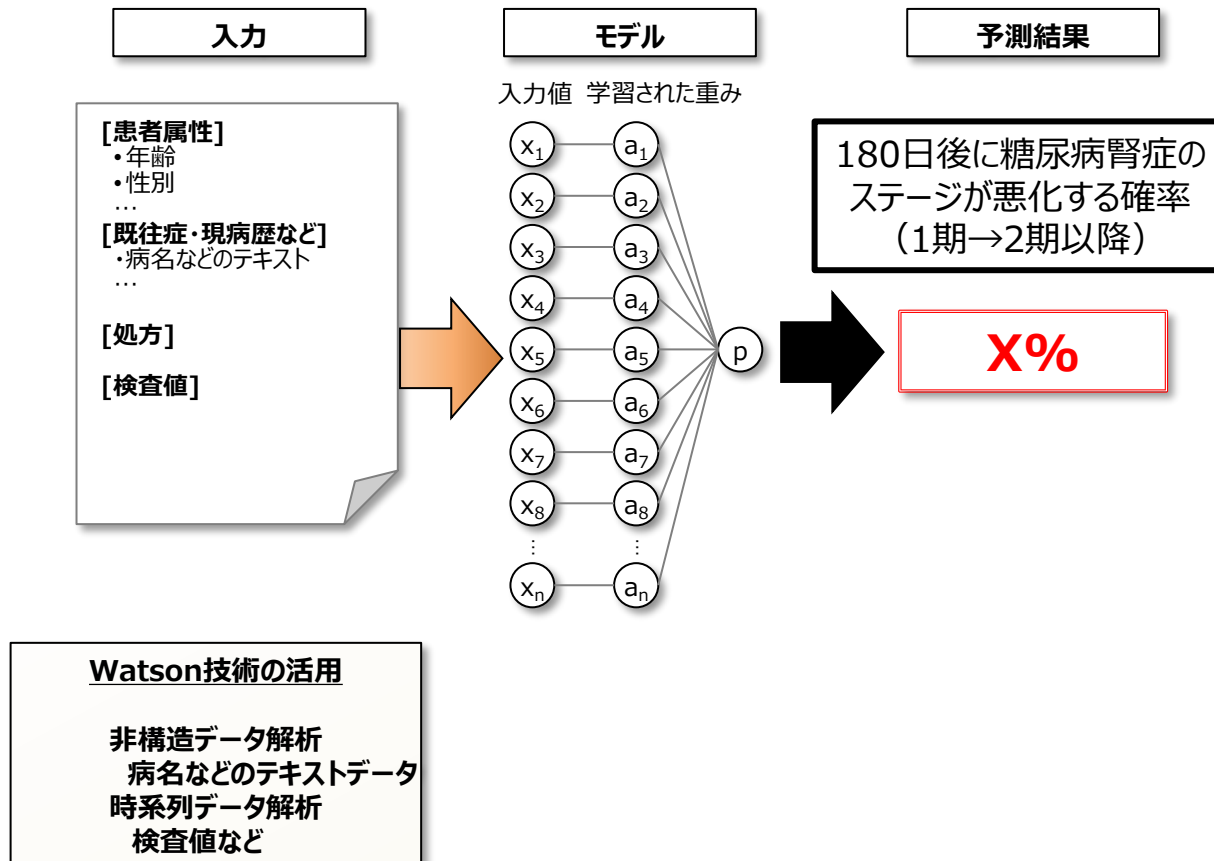 入力
モデル
予測結果
[患者属性]
・年齢
・性別
…
[既往症・現病歴など]
・病名などのテキスト
…
[処方]
[検査値]
入力値 学習された重み
x₁ a₁
x₂ a₂
x₃ a₃
x₄ a₄
x₅ a₅
x₆ a₆
x₇ a₇
x₈ a₈
… …
xₙ aₙ
p
180日後に糖尿病腎症の
ステージが悪化する確率
（1期→2期以降）
X%
Watson技術の活用
非構造データ解析
病名などのテキストデータ
時系列データ解析
検査値など